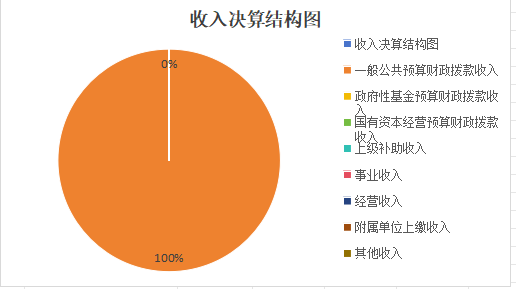 收入决算结构图
0%
100%
收入决算结构图
一般公共预算财政拨款收入
政府性基金预算财政拨款收
入
国有资本经营预算财政拨款
收入
上级补助收入
事业收入
经营收入
附属单位上缴收入
其他收入